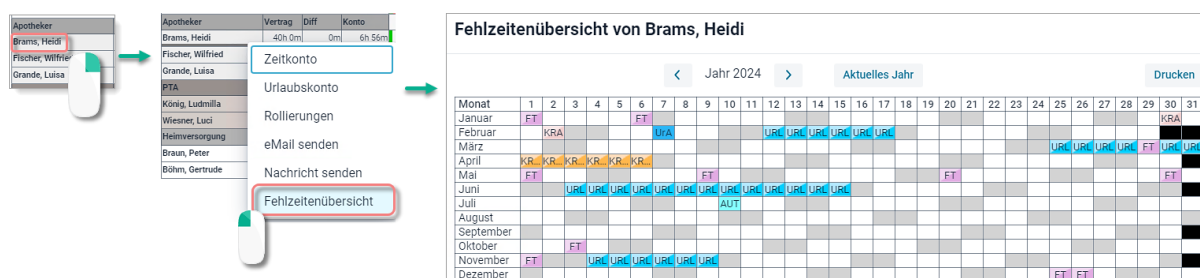 Apotheker
Brams, Heidi
Fischer, Wilfried
Grande, Luisa
Apotheker Vertrag Diff Konto
Brams, Heidi 40h 0m 0m 6h 56m
Fischer, Wilfried
Grande, Luisa
PTA
König, Ludmilla
Wiesner, Luci
Heimversorgung
Braun, Peter
Böhm, Gertrude
Zeitkonto
Urlaubskonto
Rollierungen
eMail senden
Nachricht senden
Fehlzeitenübersicht
Fehlzeitenübersicht von Brams, Heidi
Jahr 2024 Aktuelles Jahr Drucken
Monat 1 2 3 4 5 6 7 8 9 10 11 12 13 14 15 16 17 18 19 20 21 22 23 24 25 26 27 28 29 30 31
Januar FT FT KRA
Februar KRA UrA URL URL URL URL URL URL
März URL URL URL URL FT URL URL
April KR... KR... KR... KR... KR... KR...
Mai FT FT FT FT
Juni URL URL URL URL URL URL URL URL URL URL URL URL URL
Juli AUT
August
September
Oktober FT
November FT URL URL URL URL URL URL
Dezember FT FT